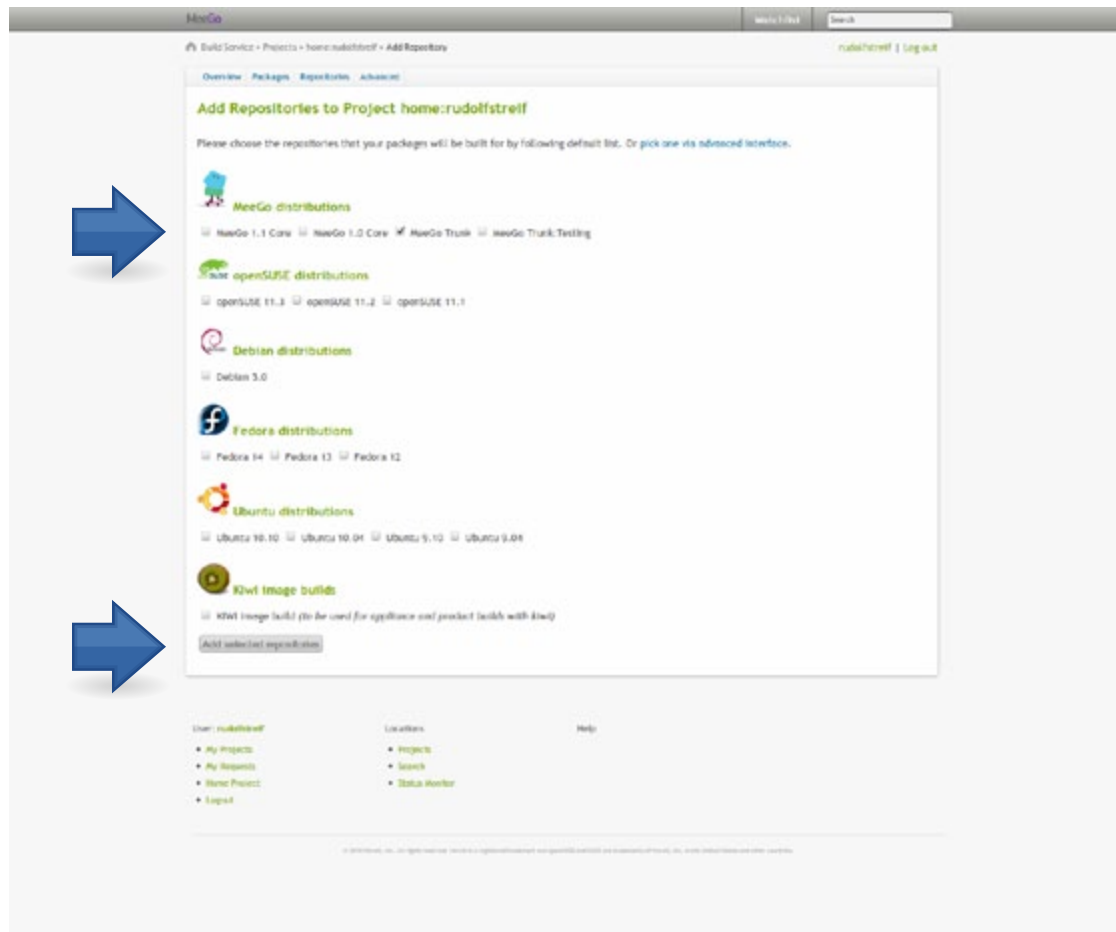 MeeGo
Watchlist
Search
Build Service > Projects > home:rudolfstreif > Add Repository
rudolfstreif | Log out
Overview Packages Repositories Advanced
Add Repositories to Project home:rudolfstreif
Please choose the repositories that your packages will be built for by following default list. Or pick one via advanced interface.
MeeGo distributions
MeeGo 1.1 Core MeeGo 1.0 Core MeeGo Trunk MeeGo Trunk:Testing
SUSE openSUSE distributions
openSUSE 11.3 openSUSE 11.2 openSUSE 11.1
Debian distributions
Debian 5.0
Fedora distributions
Fedora 14 Fedora 13 Fedora 12
Ubuntu distributions
Ubuntu 10.10 Ubuntu 10.04 Ubuntu 9.10 Ubuntu 9.04
Kiwi image builds
KIWI image build (to be used for appliance and product builds with kiwi)
Add selected repositories
User: rudolfstreif
Locations
Help
• My Projects
• My Requests
• Home Project
• Logout
• Projects
• Search
• Status Monitor